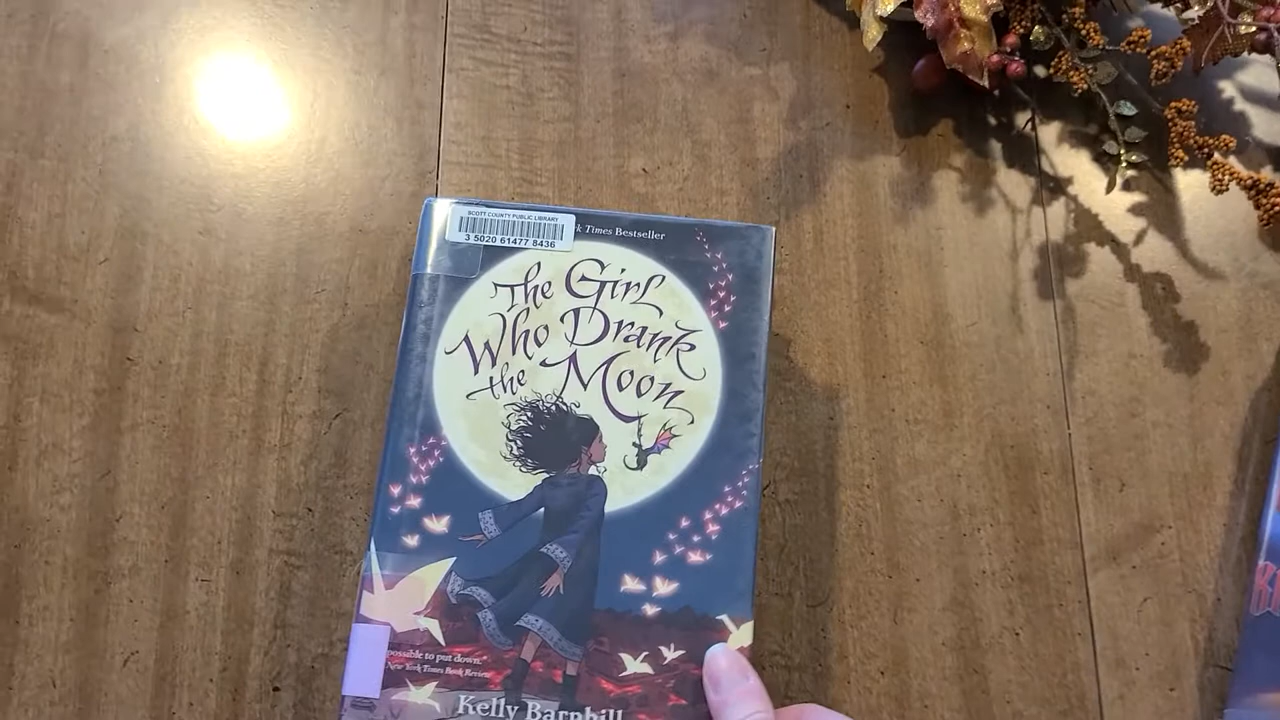 SCOTT COUNTY PUBLIC LIBRARY
3 5020 61477 8436
Times Bestseller
The Girl
Who Drank
the Moon
possible to put down."
New York Times Book Review
Kelly Barnhill